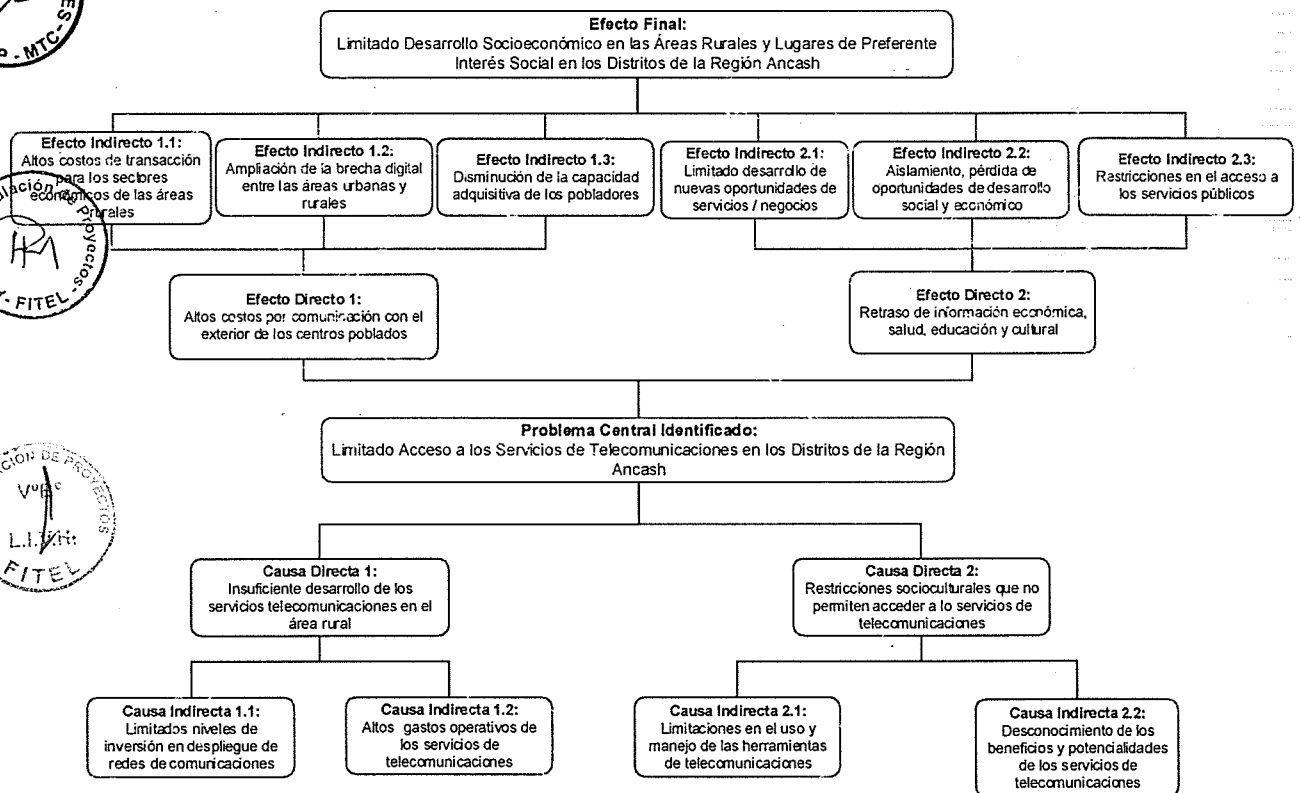 ES
P - MTC -
Efecto Final:
Limitado Desarrollo Socioeconómico en las Áreas Rurales y Lugares de Preferente
Interés Social en los Distritos de la Región Ancash
Efecto Indirecto 1.1:
Altos costos de transacción
para los sectores
económicos de las áreas
rurales
Efecto Indirecto 1.2:
Ampliación de la brecha digital
entre las áreas urbanas y
rurales
Efecto Indirecto 1.3:
Disminución de la capacidad
adquisitiva de los pobladores
Efecto Indirecto 2.1:
Limitado desarrollo de
nuevas oportunidades de
servicios / negocios
Efecto Indirecto 2.2:
Aislamiento, pérdida de
oportunidades de desarrollo
social y económico
Efecto Indirecto 2.3:
Restricciones en el acceso a
los servicios públicos
ulación de Proyectos -
- FITEL -
Efecto Directo 1:
Altos costos por comunicación con el
exterior de los centros poblados
Efecto Directo 2:
Retraso de información económica,
salud, educación y cultural
Problema Central Identificado:
Limitado Acceso a los Servicios de Telecomunicaciones en los Distritos de la Región
Ancash
CION DE PROYECTOS
VºBº
FITEL
Causa Directa 1:
Insuficiente desarrollo de los
servicios telecomunicaciones en el
área rural
Causa Directa 2:
Restricciones socioculturales que no
permiten acceder a lo servicios de
telecomunicaciones
Causa Indirecta 1.1:
Limitados niveles de
inversión en despliegue de
redes de comunicaciones
Causa Indirecta 1.2:
Altos gastos operativos de
los servicios de
telecomunicaciones
Causa Indirecta 2.1:
Limitaciones en el uso y
manejo de las herramientas
de telecomunicaciones
Causa Indirecta 2.2:
Desconocimiento de los
beneficios y potencialidades
de los servicios de
telecomunicaciones